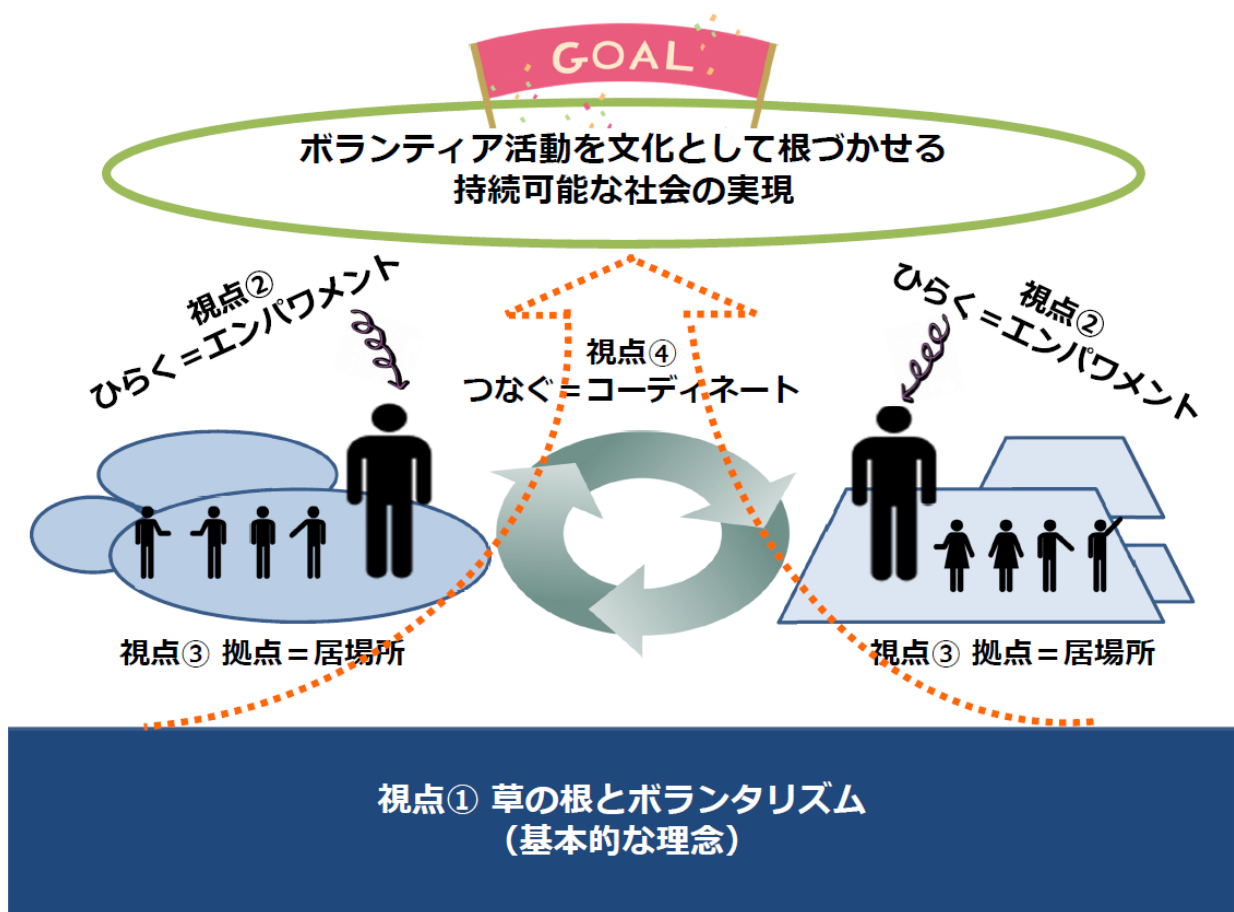 GOAL
ボランティア活動を文化として根づかせる
持続可能な社会の実現
視点②
ひらく＝エンパワメント
視点②
ひらく＝エンパワメント
視点④
つなぐ＝コーディネート
視点③ 拠点＝居場所
視点③ 拠点＝居場所
視点① 草の根とボランタリズム
（基本的な理念）